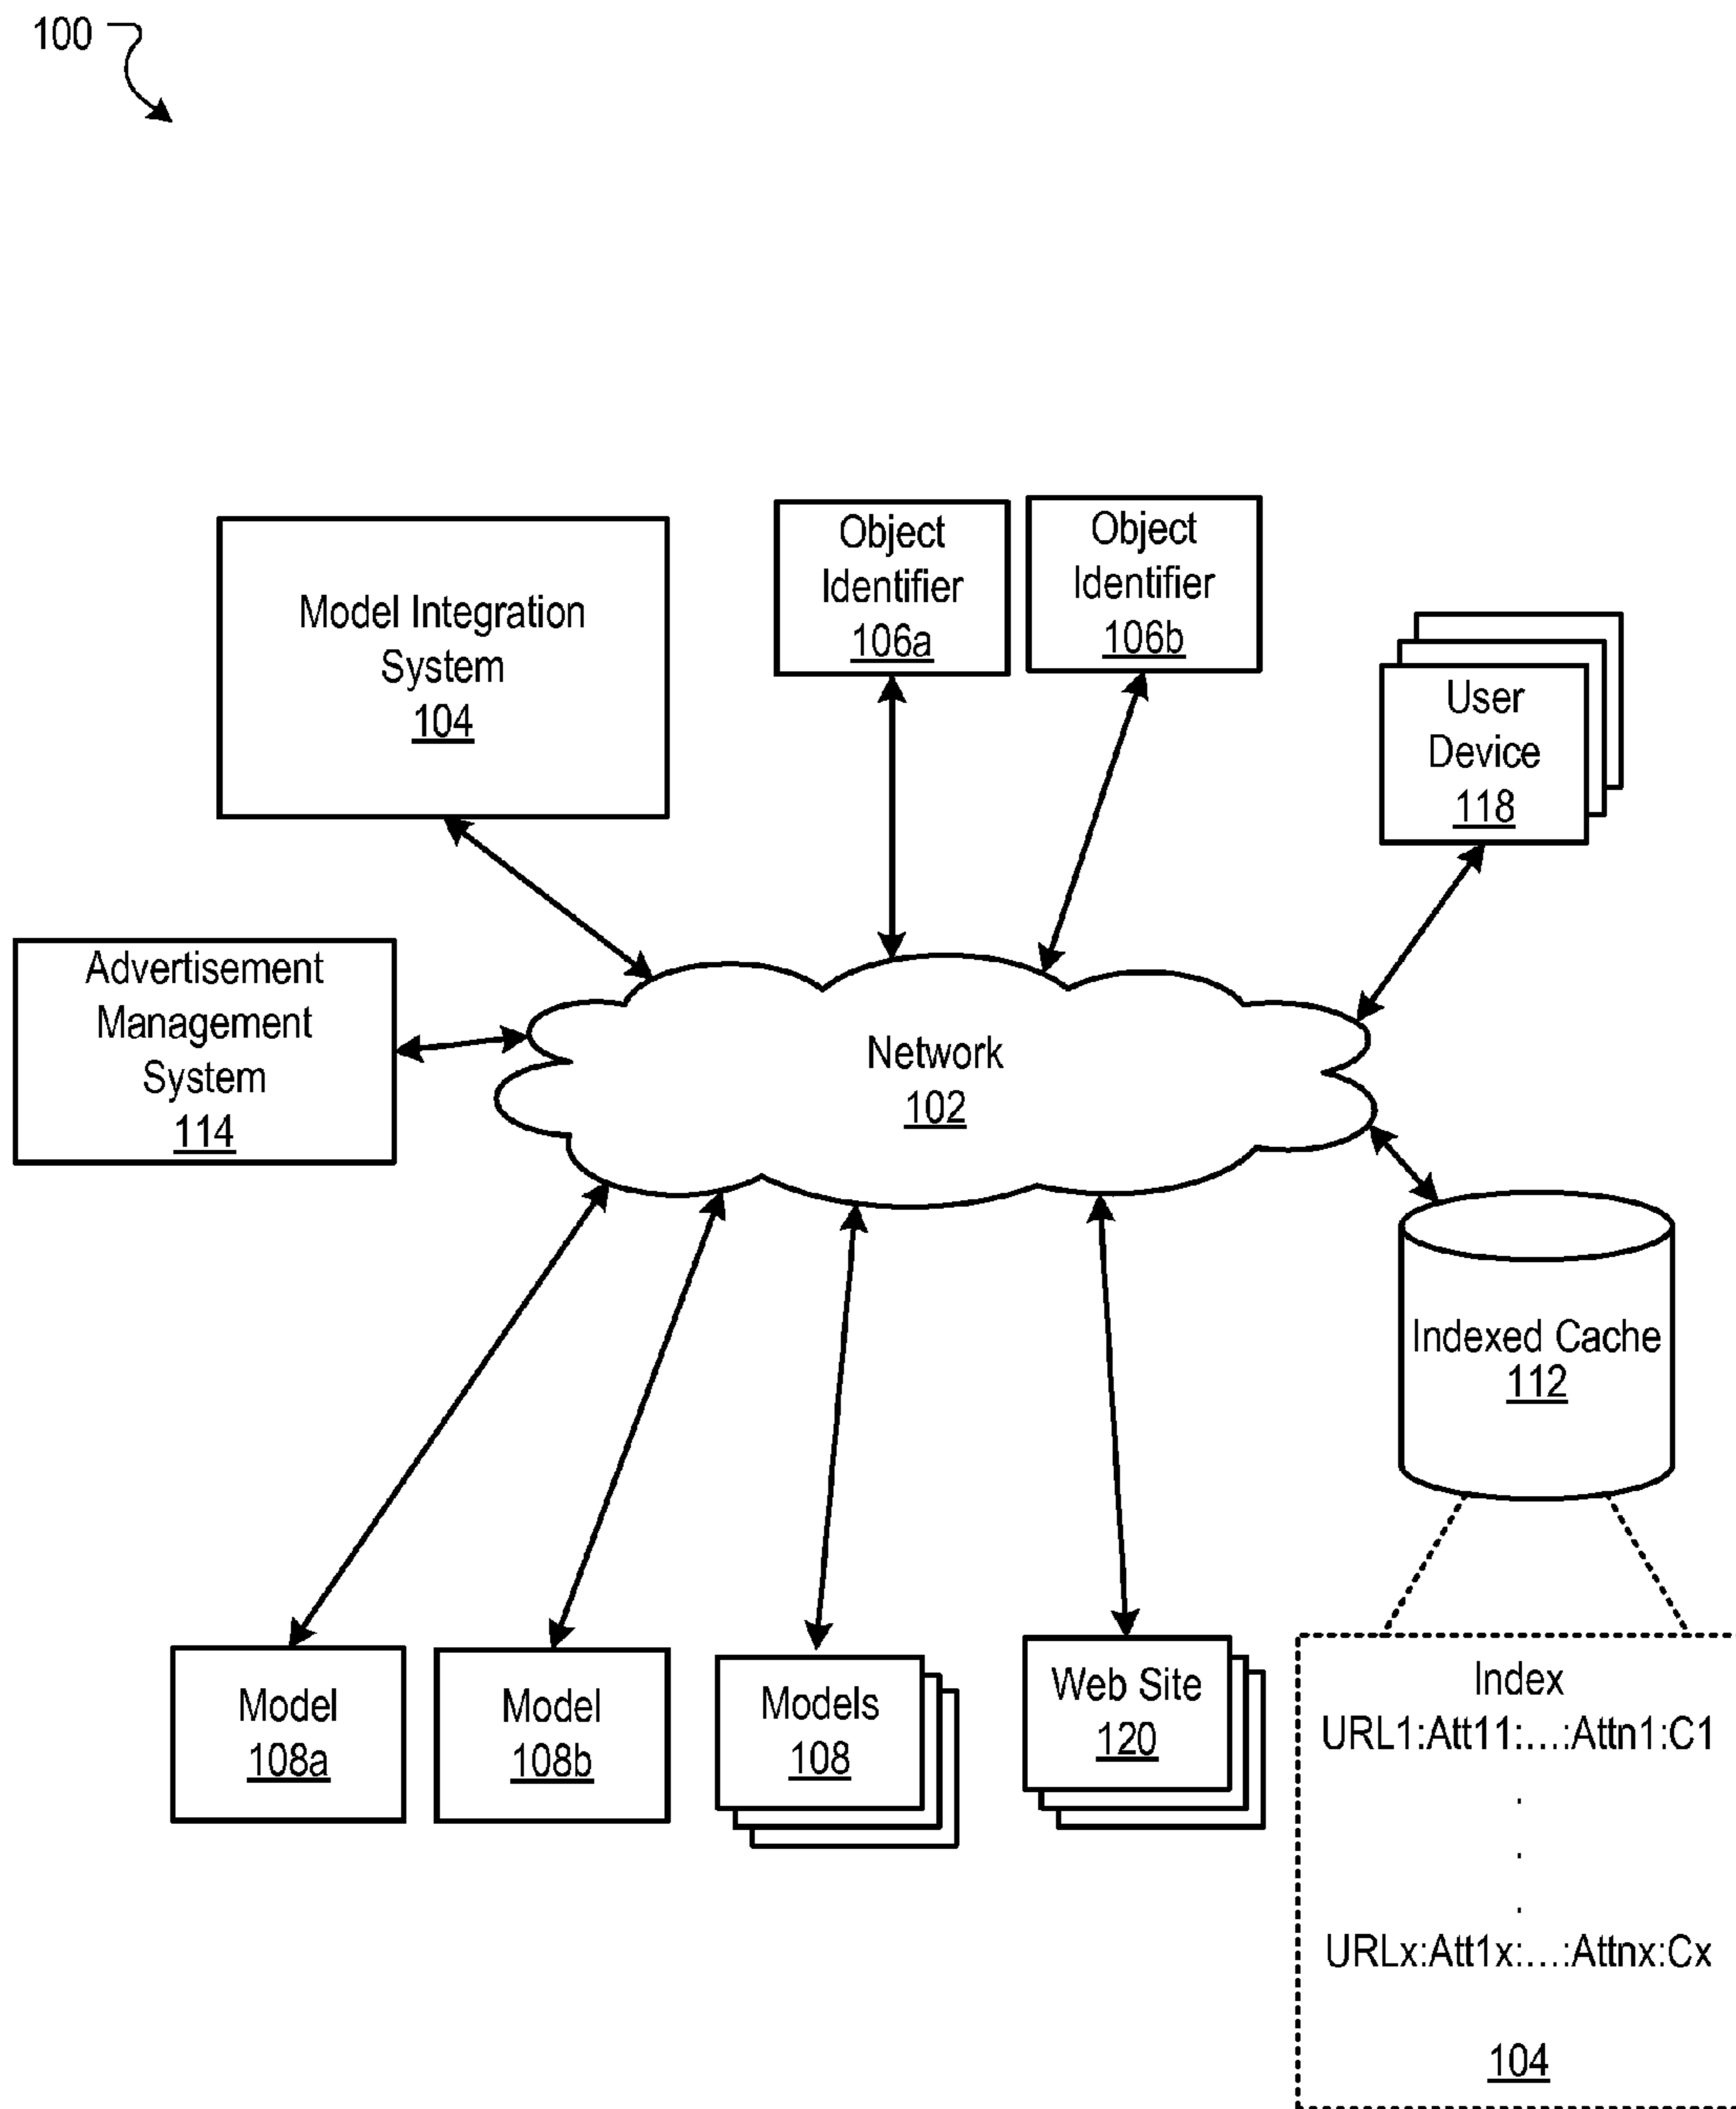 100
Model Integration
System
104
Object
Identifier
106a
Object
Identifier
106b
User
Device
118
Advertisement
Management
System
114
Network
102
Indexed Cache
112
Model
108a
Model
108b
Models
108
Web Site
120
Index
URL1:Att11:...:Attn1:C1
.
.
.
URLx:Att1x:...:Attnx:Cx
104